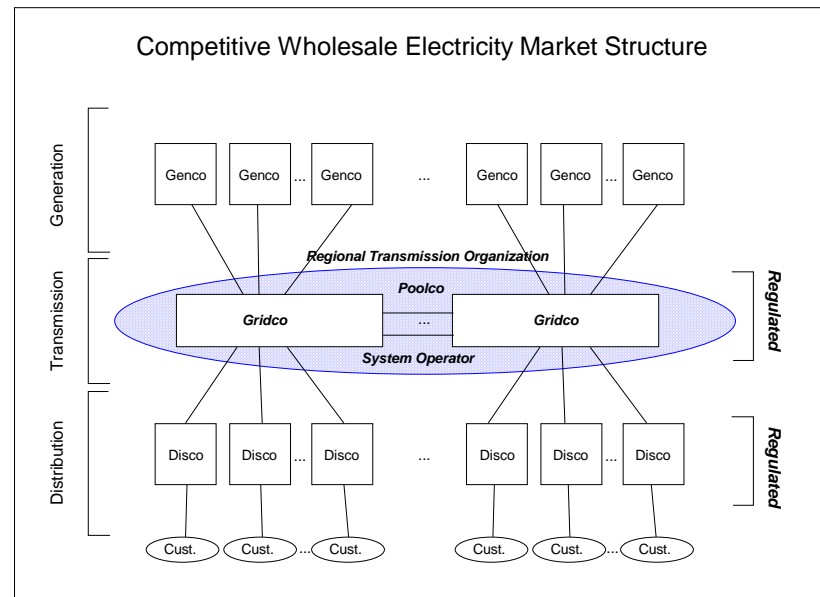 Competitive Wholesale Electricity Market Structure
Generation
Genco Genco ... Genco ... Genco Genco ... Genco
Regional Transmission Organization
Transmission
Poolco
Gridco ... Gridco
System Operator
Regulated
Distribution
Disco Disco ... Disco ... Disco Disco ... Disco
Regulated
Cust. Cust. ... Cust. Cust. Cust. ... Cust.